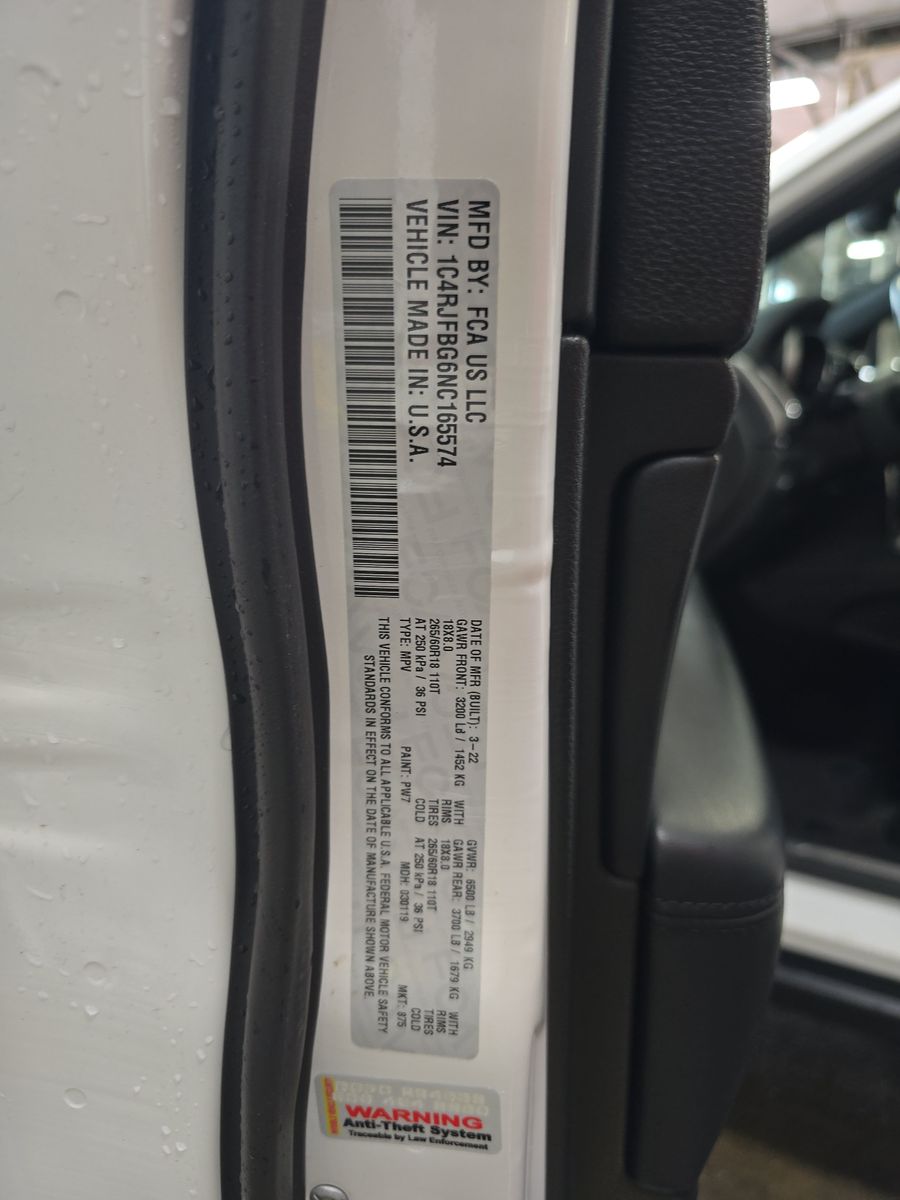 MFD BY: FCA US LLC
VIN: 1C4RJFBG6NC165574
VEHICLE MADE IN: U.S.A.
DATE OF MFR (BUILT): 3-22 GVWR: 6500 LB / 2949 KG
GAWR FRONT: 3200 LB / 1452 KG WITH GAWR REAR: 3700 LB / 1679 KG WITH
18X8.0 RIMS 18X8.0 RIMS
265/60R18 110T TIRES 265/60R18 110T TIRES
AT 250 kPa / 36 PSI COLD AT 250 kPa / 36 PSI COLD
TYPE: MPV PAINT: PW7 MDH: 030119 MKT: 875
THIS VEHICLE CONFORMS TO ALL APPLICABLE U.S.A. FEDERAL MOTOR VEHICLE SAFETY
STANDARDS IN EFFECT ON THE DATE OF MANUFACTURE SHOWN ABOVE.
WARNING
Anti-Theft System
Traceable by Law Enforcement